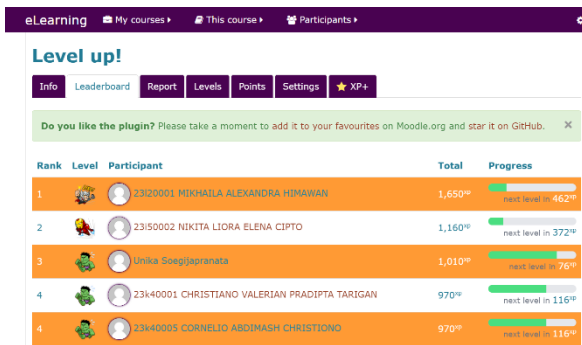 eLearning My courses This course Participants
Level up!
Info Leaderboard Report Levels Points Settings XP+
Do you like the plugin? Please take a moment to add it to your favourites on Moodle.org and star it on GitHub. ×
Rank Level Participant Total Progress
1 23i20001 MIKHAILA ALEXANDRA HIMAWAN 1,650xp
next level in 462xp
2 23i50002 NIKITA LIORA ELENA CIPTO 1,160xp
next level in 372xp
3 Unika Soegijapranata 1,010xp
next level in 76xp
4 23k40001 CHRISTIANO VALERIAN PRADIPTA TARIGAN 970xp
next level in 116xp
4 23k40005 CORNELIO ABDIMASH CHRISTIONO 970xp
next level in 116xp